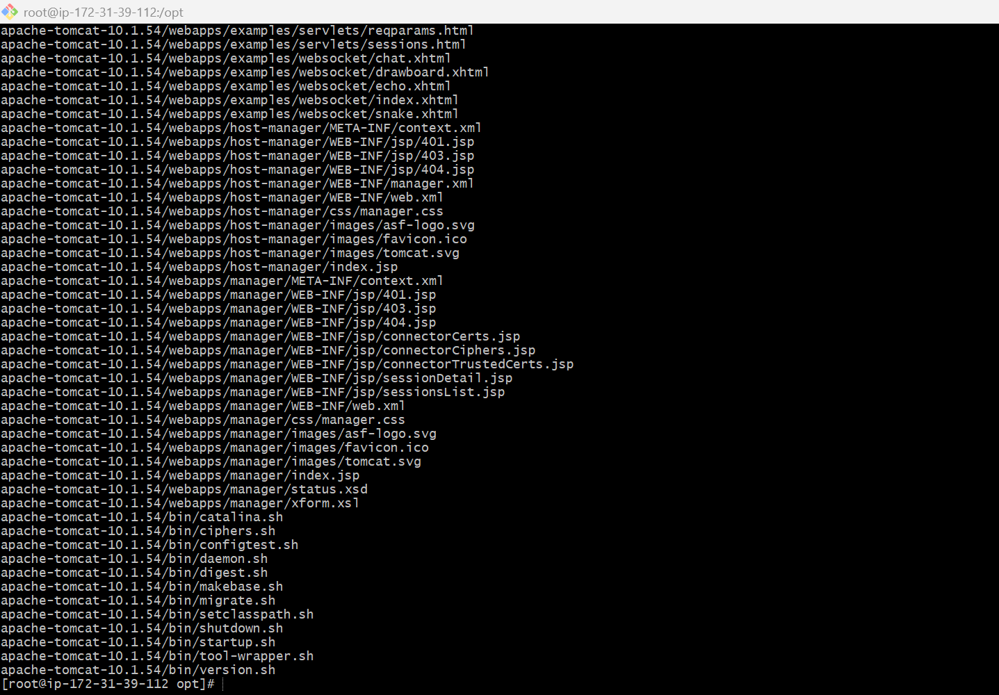 root@ip-172-31-39-112:/opt
apache-tomcat-10.1.54/webapps/examples/servlets/reqparams.html
apache-tomcat-10.1.54/webapps/examples/servlets/sessions.html
apache-tomcat-10.1.54/webapps/examples/websocket/chat.xhtml
apache-tomcat-10.1.54/webapps/examples/websocket/drawboard.xhtml
apache-tomcat-10.1.54/webapps/examples/websocket/echo.xhtml
apache-tomcat-10.1.54/webapps/examples/websocket/index.xhtml
apache-tomcat-10.1.54/webapps/examples/websocket/snake.xhtml
apache-tomcat-10.1.54/webapps/host-manager/META-INF/context.xml
apache-tomcat-10.1.54/webapps/host-manager/WEB-INF/jsp/401.jsp
apache-tomcat-10.1.54/webapps/host-manager/WEB-INF/jsp/403.jsp
apache-tomcat-10.1.54/webapps/host-manager/WEB-INF/jsp/404.jsp
apache-tomcat-10.1.54/webapps/host-manager/WEB-INF/manager.xml
apache-tomcat-10.1.54/webapps/host-manager/WEB-INF/web.xml
apache-tomcat-10.1.54/webapps/host-manager/css/manager.css
apache-tomcat-10.1.54/webapps/host-manager/images/asf-logo.svg
apache-tomcat-10.1.54/webapps/host-manager/images/favicon.ico
apache-tomcat-10.1.54/webapps/host-manager/images/tomcat.svg
apache-tomcat-10.1.54/webapps/host-manager/index.jsp
apache-tomcat-10.1.54/webapps/manager/META-INF/context.xml
apache-tomcat-10.1.54/webapps/manager/WEB-INF/jsp/401.jsp
apache-tomcat-10.1.54/webapps/manager/WEB-INF/jsp/403.jsp
apache-tomcat-10.1.54/webapps/manager/WEB-INF/jsp/404.jsp
apache-tomcat-10.1.54/webapps/manager/WEB-INF/jsp/connectorCerts.jsp
apache-tomcat-10.1.54/webapps/manager/WEB-INF/jsp/connectorCiphers.jsp
apache-tomcat-10.1.54/webapps/manager/WEB-INF/jsp/connectorTrustedCerts.jsp
apache-tomcat-10.1.54/webapps/manager/WEB-INF/jsp/sessionDetail.jsp
apache-tomcat-10.1.54/webapps/manager/WEB-INF/jsp/sessionsList.jsp
apache-tomcat-10.1.54/webapps/manager/WEB-INF/web.xml
apache-tomcat-10.1.54/webapps/manager/css/manager.css
apache-tomcat-10.1.54/webapps/manager/images/asf-logo.svg
apache-tomcat-10.1.54/webapps/manager/images/favicon.ico
apache-tomcat-10.1.54/webapps/manager/images/tomcat.svg
apache-tomcat-10.1.54/webapps/manager/index.jsp
apache-tomcat-10.1.54/webapps/manager/status.xsd
apache-tomcat-10.1.54/webapps/manager/xform.xsl
apache-tomcat-10.1.54/bin/catalina.sh
apache-tomcat-10.1.54/bin/ciphers.sh
apache-tomcat-10.1.54/bin/configtest.sh
apache-tomcat-10.1.54/bin/daemon.sh
apache-tomcat-10.1.54/bin/digest.sh
apache-tomcat-10.1.54/bin/makebase.sh
apache-tomcat-10.1.54/bin/migrate.sh
apache-tomcat-10.1.54/bin/setclasspath.sh
apache-tomcat-10.1.54/bin/shutdown.sh
apache-tomcat-10.1.54/bin/startup.sh
apache-tomcat-10.1.54/bin/tool-wrapper.sh
apache-tomcat-10.1.54/bin/version.sh
[root@ip-172-31-39-112 opt]#